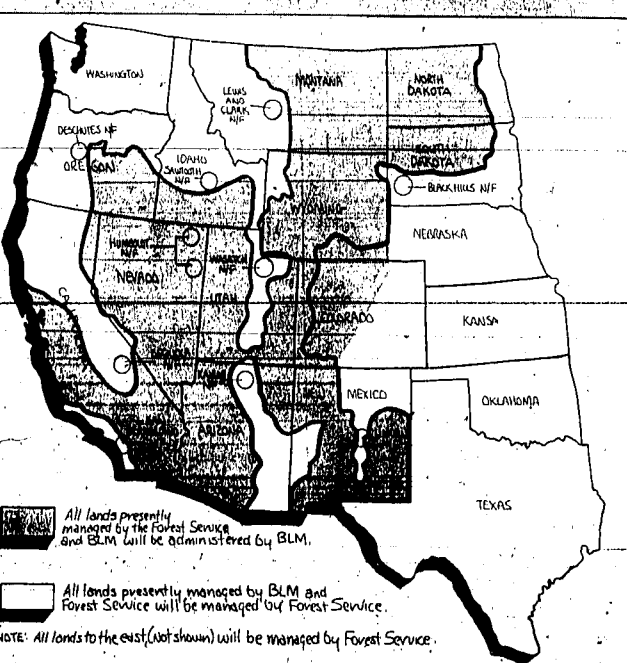 WASHINGTON
MONTANA
NORTH
DAKOTA
LEWIS
AND
CLARK
N/F
DESCHUTES NF
OREGON
IDAHO
SAWTOOTH
N/F
SOUTH
DAKOTA
BLACK HILLS N/F
WYOMING
NEBRASKA
HUMBOLDT
N/F
NEVADA
WASATCH
N/F
UTAH
COLORADO
KANSA
ARIZONA
NEW
MEXICO
OKLAHOMA
TEXAS
All lands presently
managed by the Forest Service
and BLM will be administered by BLM.
All lands presently managed by BLM and
Forest Service will be managed by Forest Service.
NOTE: All lands to the east, (Not shown) will be managed by Forest Service.